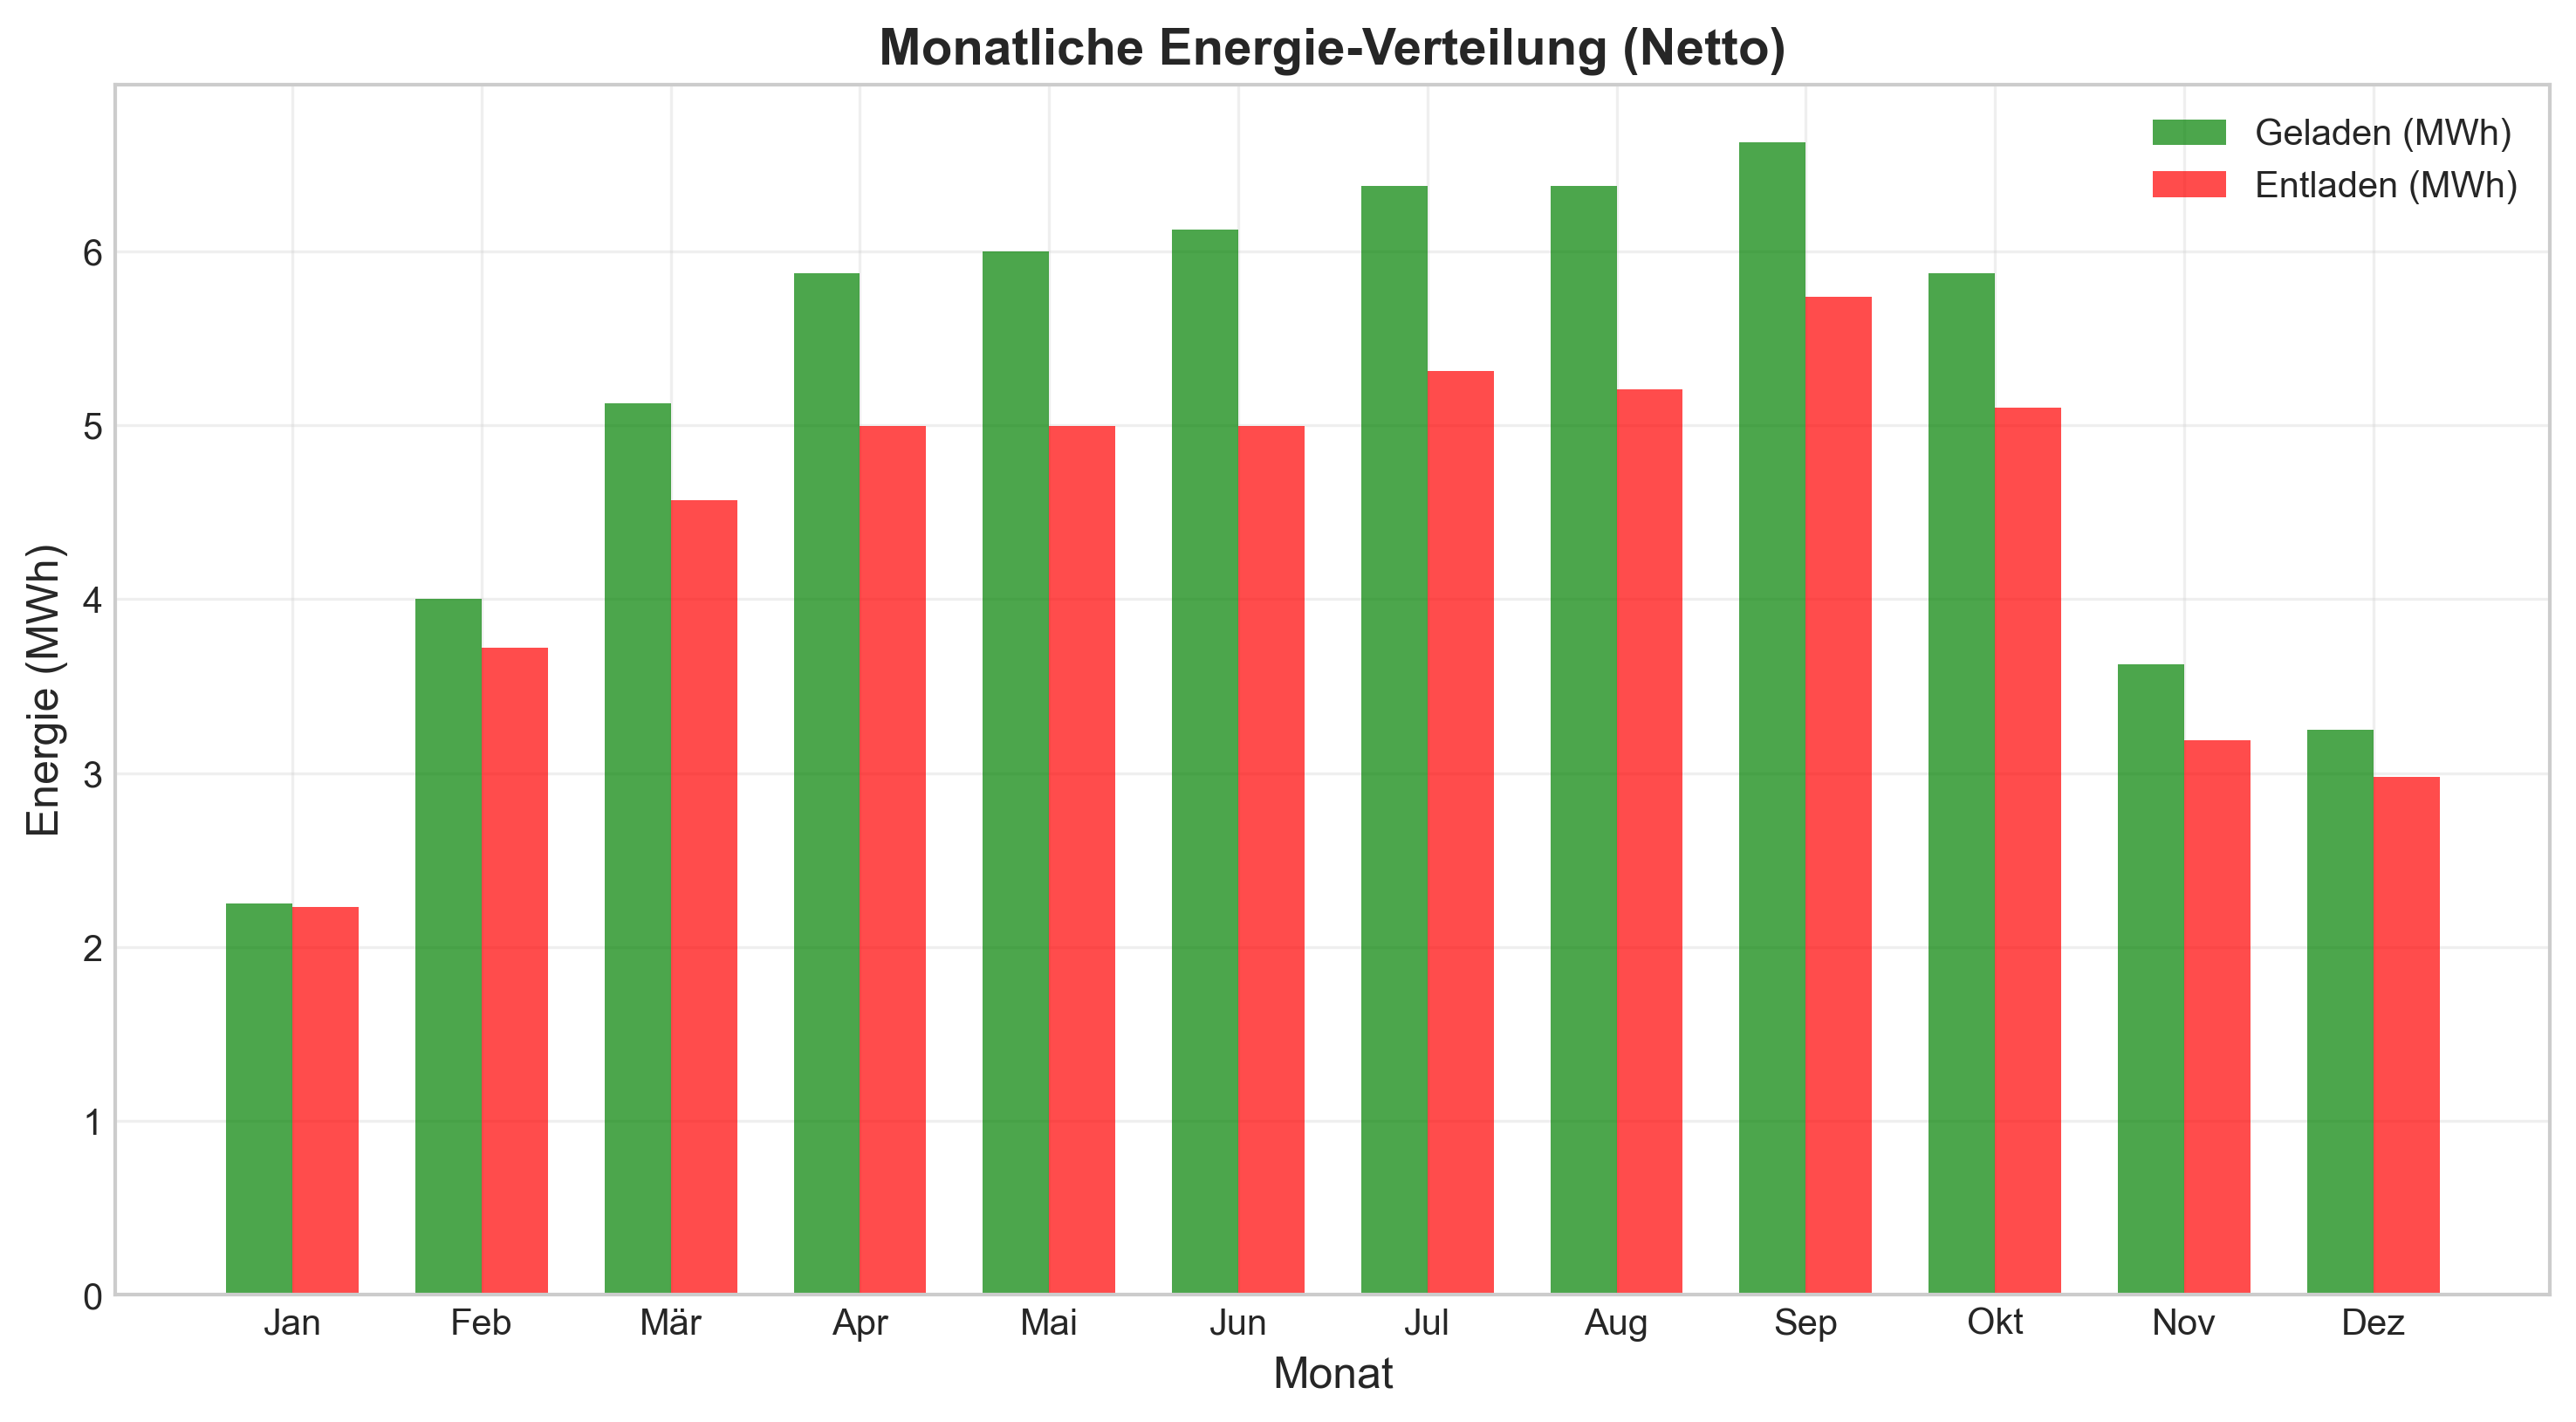 Monatliche Energie-Verteilung (Netto)
Geladen (MWh)
Entladen (MWh)
Energie (MWh)
6
5
4
3
2
1
0
Jan Feb Mär Apr Mai Jun Jul Aug Sep Okt Nov Dez
Monat